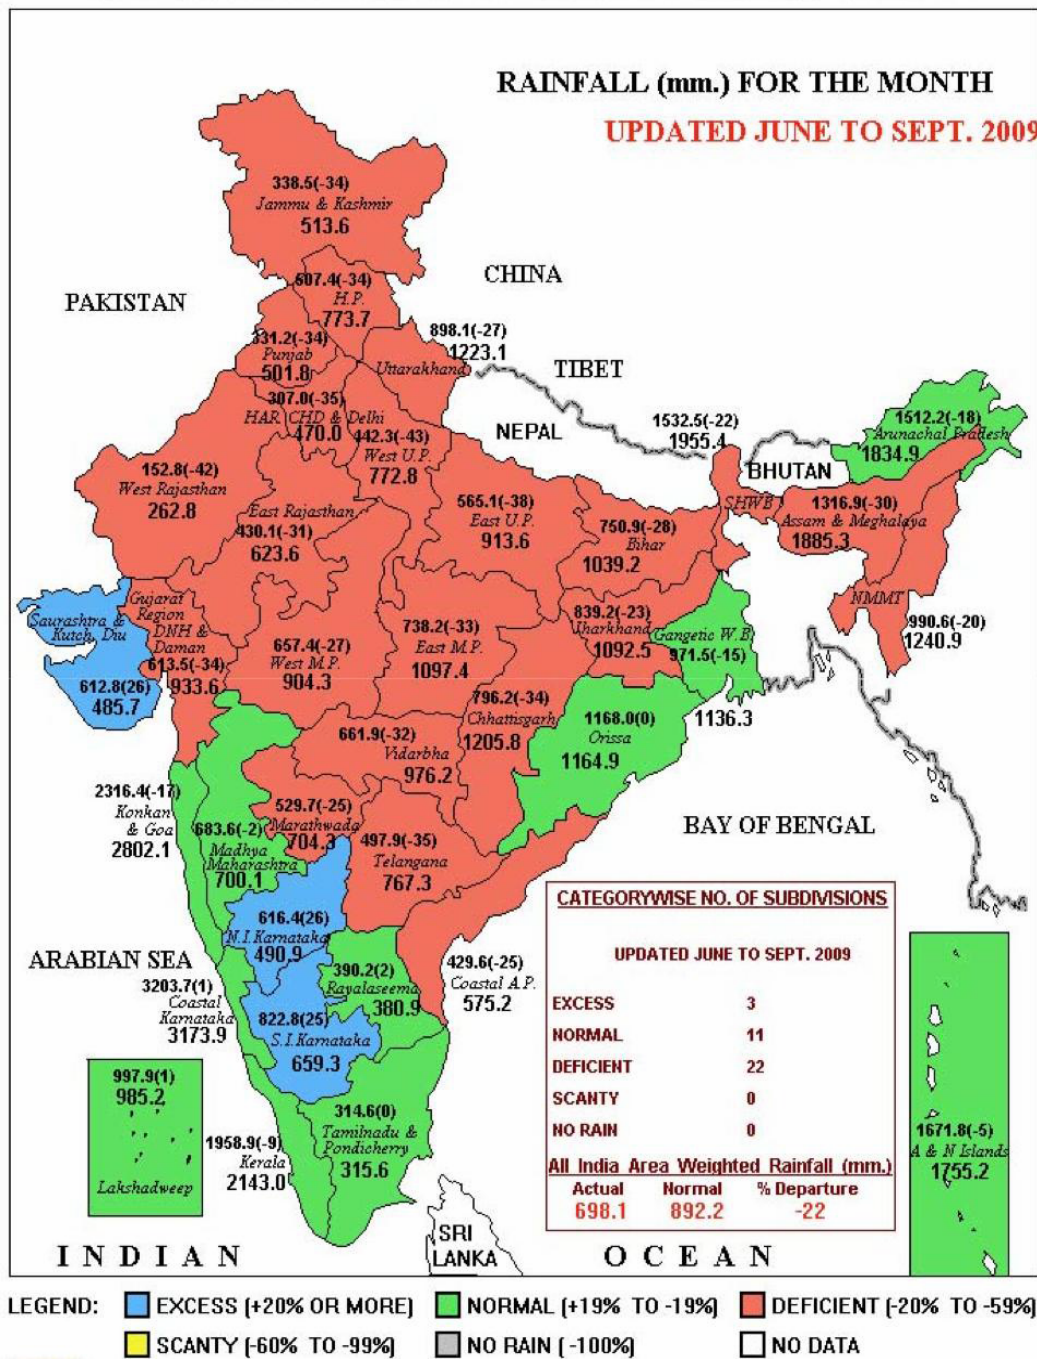 RAINFALL (mm.) FOR THE MONTH
UPDATED JUNE TO SEPT. 2009
338.5(-34)
Jammu & Kashmir
513.6
CHINA
PAKISTAN
507.4(-34)
H.P.
773.7
331.2(-34)
Punjab
501.8
898.1(-27)
1223.1
Uttarakhand
TIBET
307.0(-35)
HAR CHD & Delhi
470.0
NEPAL
442.3(-43)
West U.P.
772.8
1532.5(-22)
1955.4
BHUTAN
SHWB
1512.2(-18)
Arunachal Pradesh
1834.9
152.8(-42)
West Rajasthan
262.8
East Rajasthan
430.1(-31)
623.6
565.1(-38)
East U.P.
913.6
750.9(-28)
Bihar
1039.2
1316.9(-30)
Assam & Meghalaya
1885.3
NMMT
990.6(-20)
1240.9
Saurashtra &
Kutch, Diu
612.8(26)
485.7
Gujarat
Region
DNH &
Daman
613.5(-34)
933.6
657.4(-27)
West M.P.
904.3
738.2(-33)
East M.P.
1097.4
839.2(-23)
Jharkhand
1092.5
Gangetic W.B
971.5(-15)
1136.3
796.2(-34)
Chhattisgarh
1205.8
1168.0(0)
Orissa
1164.9
661.9(-32)
Vidarbha
976.2
2316.4(-17)
Konkan
& Goa
2802.1
683.6(-2)
Madhya
Maharashtra
700.1
529.7(-25)
Marathwada
704.3
497.9(-35)
Telangana
767.3
BAY OF BENGAL
ARABIAN SEA
616.4(26)
N.I.Karnataka
490.9
390.2(2)
Rayalaseema
380.9
429.6(-25)
Coastal A.P.
575.2
3203.7(1)
Coastal
Karnataka
3173.9
822.8(25)
S.I.Karnataka
659.3
997.9(1)
985.2
Lakshadweep
1958.9(-9)
Kerala
2143.0
314.6(0)
Tamilnadu &
Pondicherry
315.6
SRI
LANKA
1671.8(-5)
A & N Islands
1755.2
CATEGORYWISE NO. OF SUBDIVISIONS
UPDATED JUNE TO SEPT. 2009
EXCESS 3
NORMAL 11
DEFICIENT 22
SCANTY 0
NO RAIN 0
All India Area Weighted Rainfall (mm.)
Actual Normal % Departure
698.1 892.2 -22
INDIAN OCEAN
LEGEND: EXCESS (+20% OR MORE) NORMAL (+19% TO -19%) DEFICIENT (-20% TO -59%)
SCANTY (-60% TO -99%) NO RAIN ( -100%) NO DATA